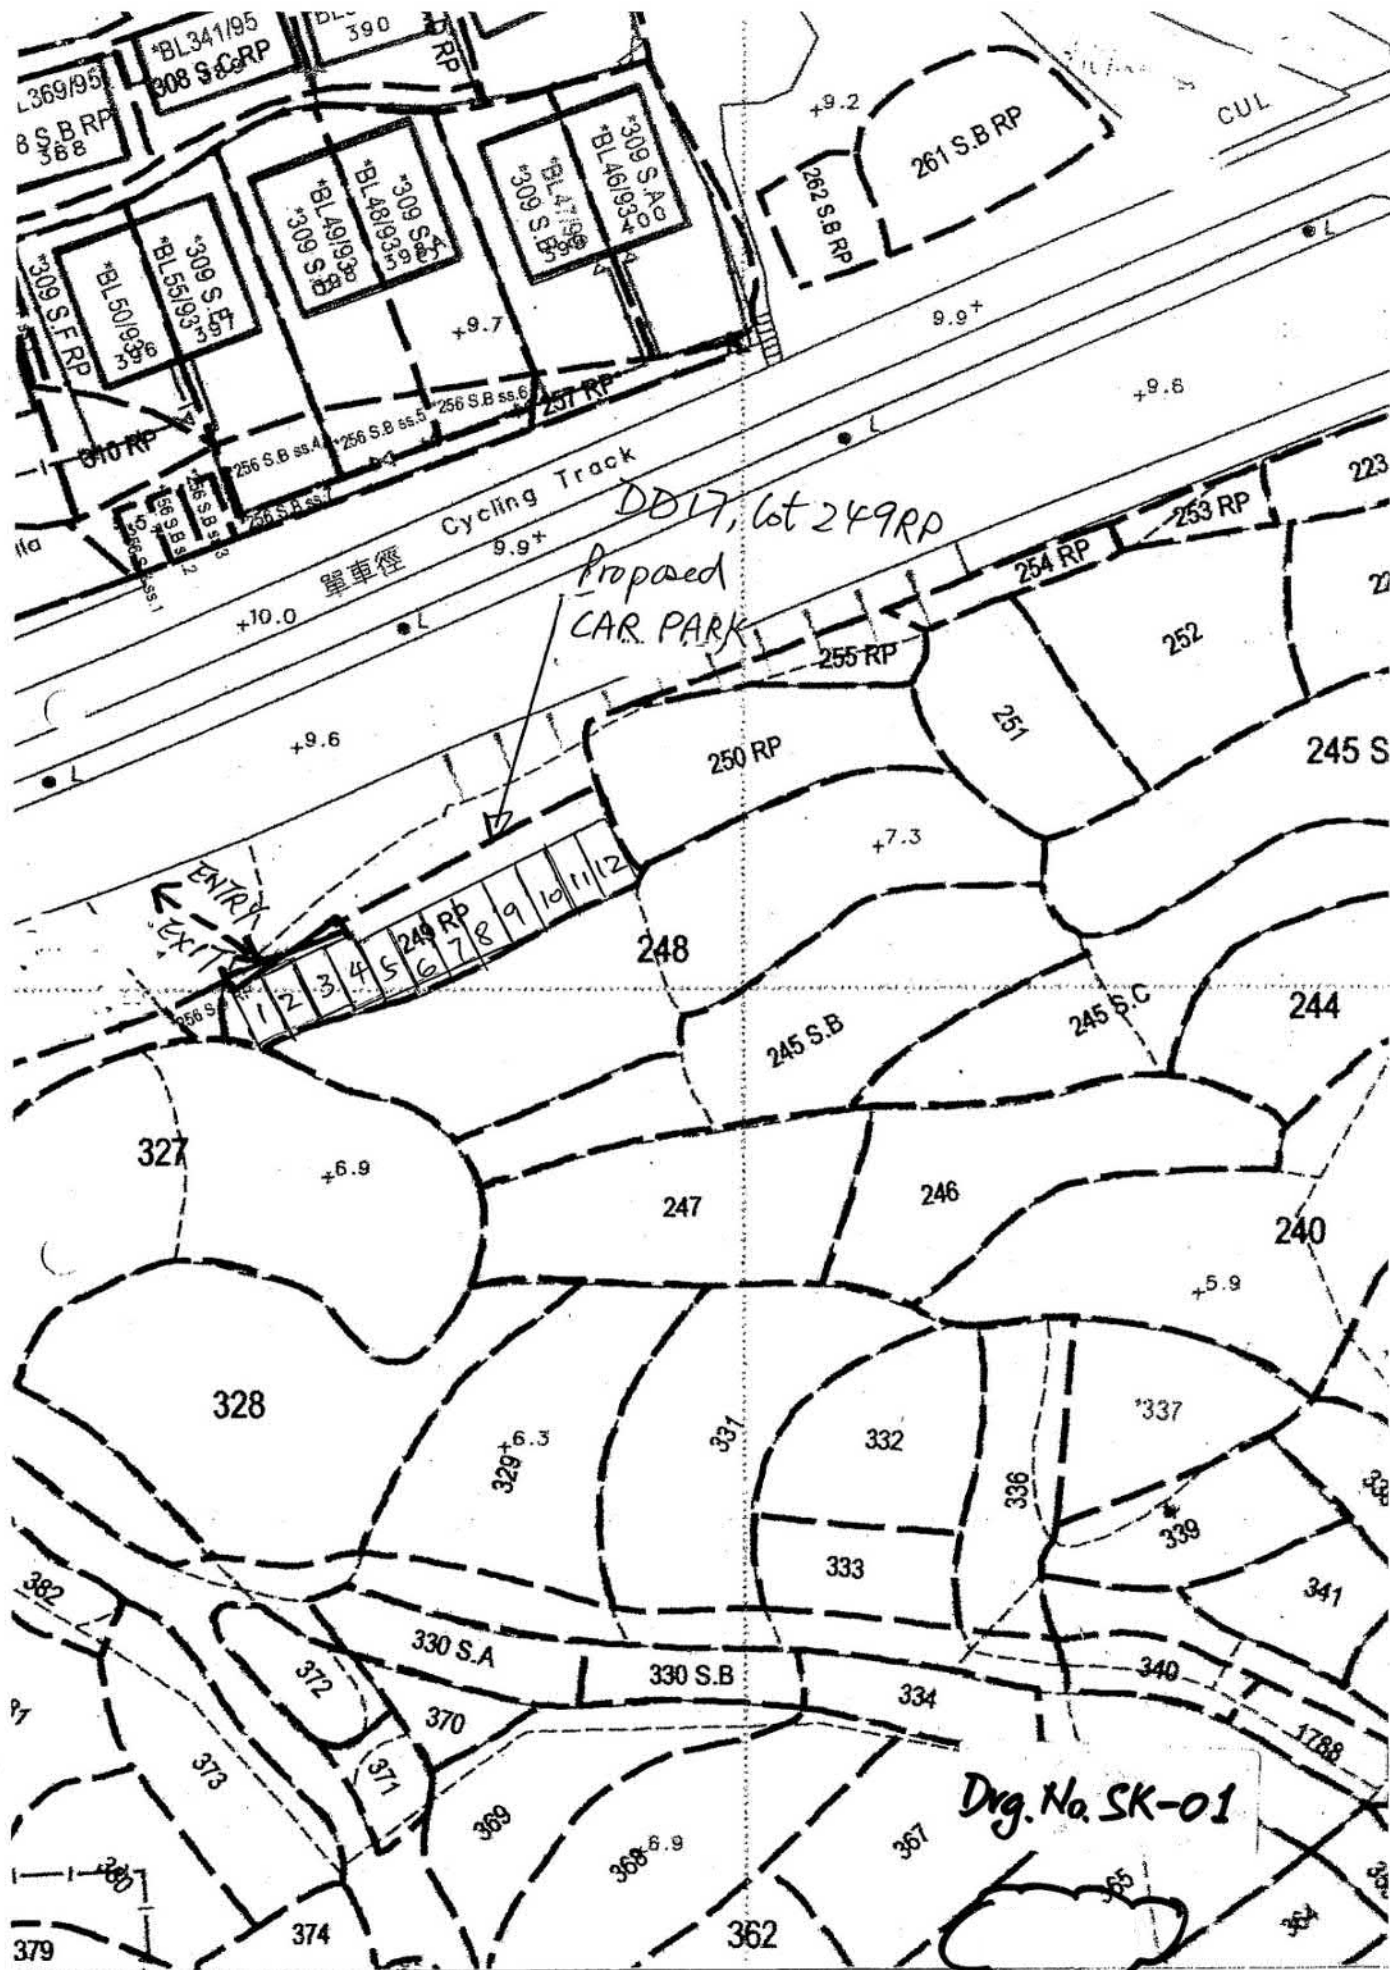 *BL341/95
308 S.C RP
390
RP
L369/95
8 S.B RP
388
CUL
+9.2
261 S.B RP
262 S.B RP
*309 S.A
*BL46/93
400
*BL47/93
*309 S.B
*309 S.
*BL48/93
*BL49/93
398
*309 S.
*309 S.E
*BL55/93
397
*BL50/93
396
*309 S.F RP
+9.7
L
9.9+
+9.8
257 RP
*256 S.B ss.6
*256 S.B ss.5
*256 S.B ss.4
*256 S.B ss.7
310 RP
Cycling Track
單車徑
9.9+
DD17, Lot 249RP
Proposed
CAR PARK
L
223
253 RP
254 RP
+10.0
L
255 RP
252
251
+9.6
L
250 RP
245 S
+7.3
ENTRY
EXIT
249 RP
1 2 3 4 5 6 7 8 9 10 11 12
248
256 S.
245 S.B
245 S.C
244
327
+6.9
247
246
240
+5.9
328
+6.3
329
331
332
336
337
339
333
341
382
330 S.A
330 S.B
372
370
371
373
334
340
1788
Drg. No. SK-01
369
368
+6.9
367
365
364
380
379
374
362